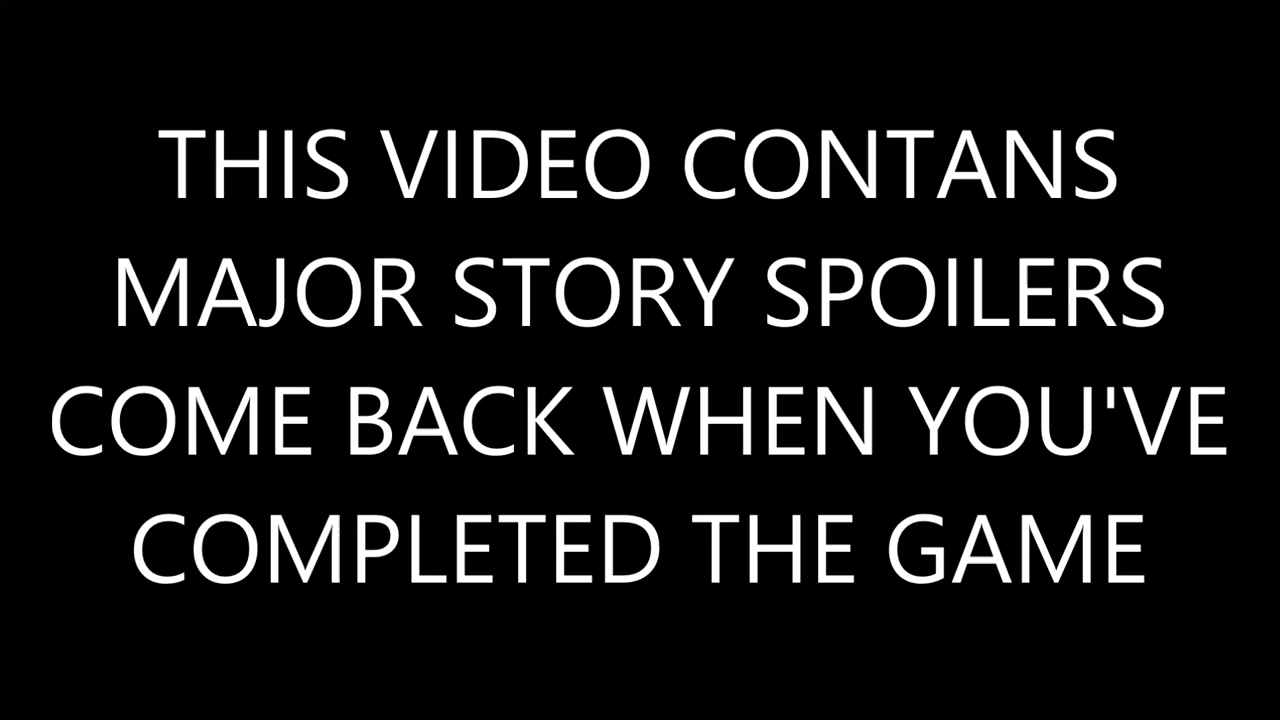 THIS VIDEO CONTANS
MAJOR STORY SPOILERS
COME BACK WHEN YOU'VE
COMPLETED THE GAME